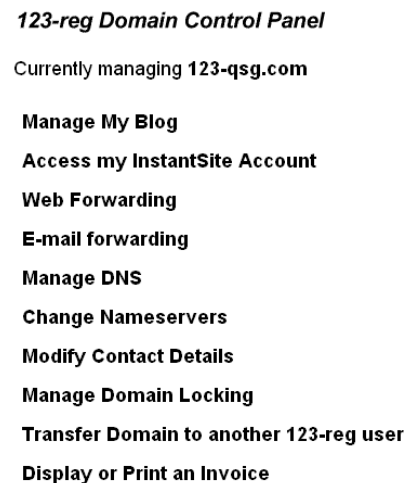 123-reg Domain Control Panel
Currently managing 123-qsg.com
Manage My Blog
Access my InstantSite Account
Web Forwarding
E-mail forwarding
Manage DNS
Change Nameservers
Modify Contact Details
Manage Domain Locking
Transfer Domain to another 123-reg user
Display or Print an Invoice